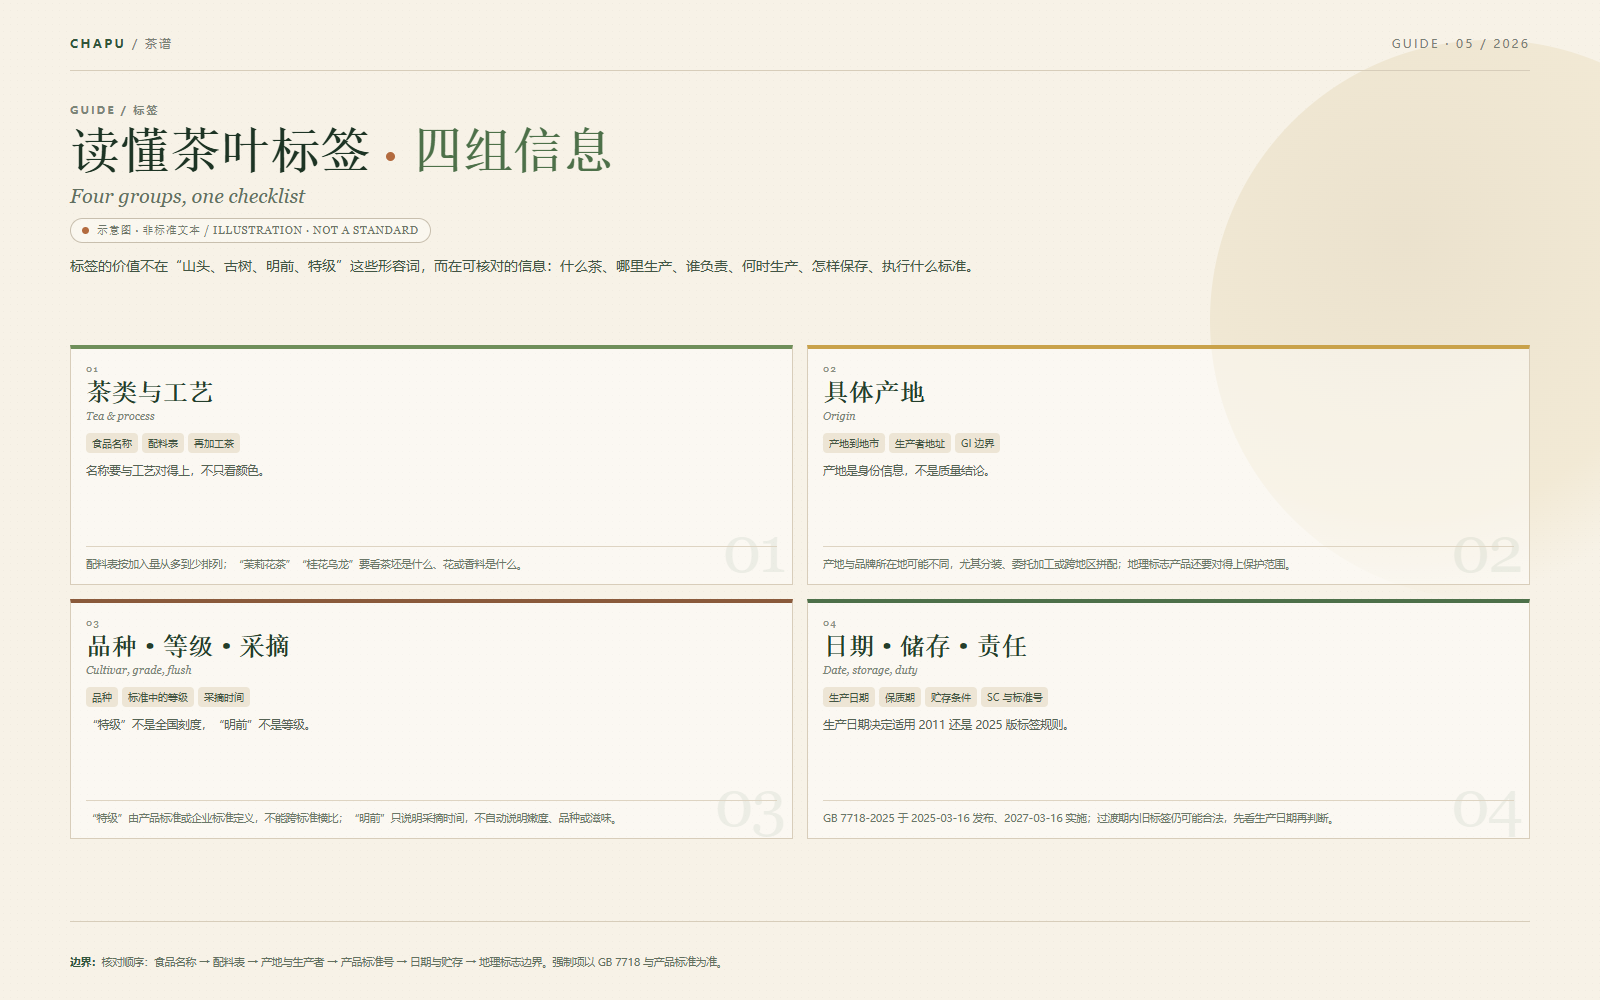 CHAPU / 茶谱
GUIDE · 05 / 2026
GUIDE / 标签
读懂茶叶标签 · 四组信息
Four groups, one checklist
示意图 · 非标准文本 / ILLUSTRATION · NOT A STANDARD
标签的价值不在“山头、古树、明前、特级”这些形容词，而在可核对的信息：什么茶、哪里生产、谁负责、何时生产、怎样保存、执行什么标准。
01
茶类与工艺
Tea & process
食品名称 配料表 再加工茶
名称要与工艺对得上，不只看颜色。
配料表按加入量从多到少排列；“茉莉花茶”“桂花乌龙”要看茶坯是什么、花或香料是什么。
01
02
具体产地
Origin
产地到地市 生产者地址 GI 边界
产地是身份信息，不是质量结论。
产地与品牌所在地可能不同，尤其分装、委托加工或跨地区拼配；地理标志产品还要对得上保护范围。
02
03
品种 · 等级 · 采摘
Cultivar, grade, flush
品种 标准中的等级 采摘时间
“特级”不是全国刻度，“明前”不是等级。
“特级”由产品标准或企业标准定义，不能跨标准横比；“明前”只说明采摘时间，不自动说明嫩度、品种或滋味。
03
04
日期 · 储存 · 责任
Date, storage, duty
生产日期 保质期 贮存条件 SC 与标准号
生产日期决定适用 2011 还是 2025 版标签规则。
GB 7718-2025 于 2025-03-16 发布、2027-03-16 实施；过渡期内旧标签仍可能合法，先看生产日期再判断。
04
边界：核对顺序：食品名称 → 配料表 → 产地与生产者 → 产品标准号 → 日期与贮存 → 地理标志边界。强制项以 GB 7718 与产品标准为准。